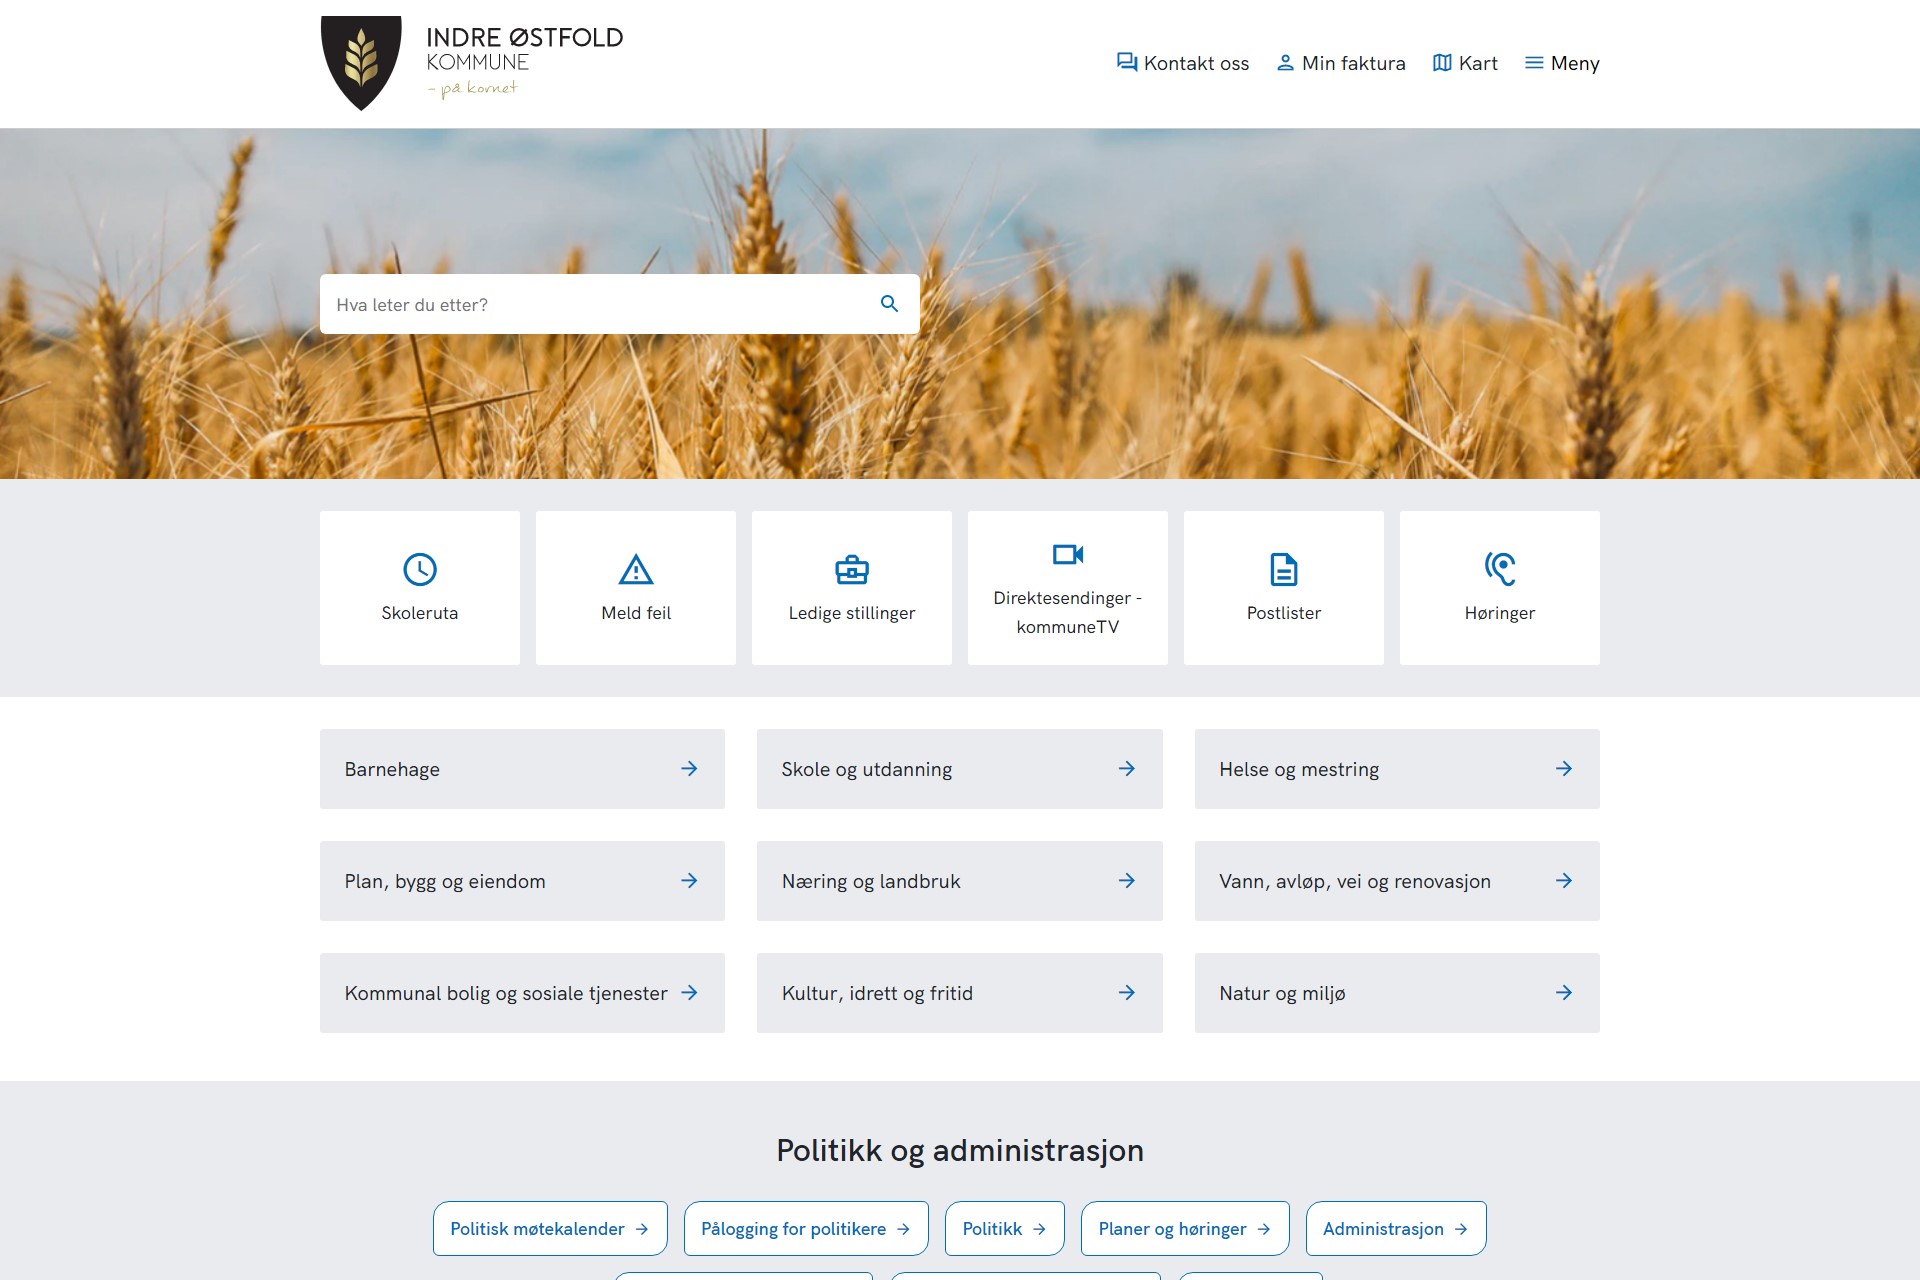 INDRE ØSTFOLD
KOMMUNE
– på kornet
Kontakt oss
Min faktura
Kart
Meny
Hva leter du etter?
Skoleruta
Meld feil
Ledige stillinger
Direktesendinger -
kommuneTV
Postlister
Høringer
Barnehage
Skole og utdanning
Helse og mestring
Plan, bygg og eiendom
Næring og landbruk
Vann, avløp, vei og renovasjon
Kommunal bolig og sosiale tjenester
Kultur, idrett og fritid
Natur og miljø
Politikk og administrasjon
Politisk møtekalender
Pålogging for politikere
Politikk
Planer og høringer
Administrasjon